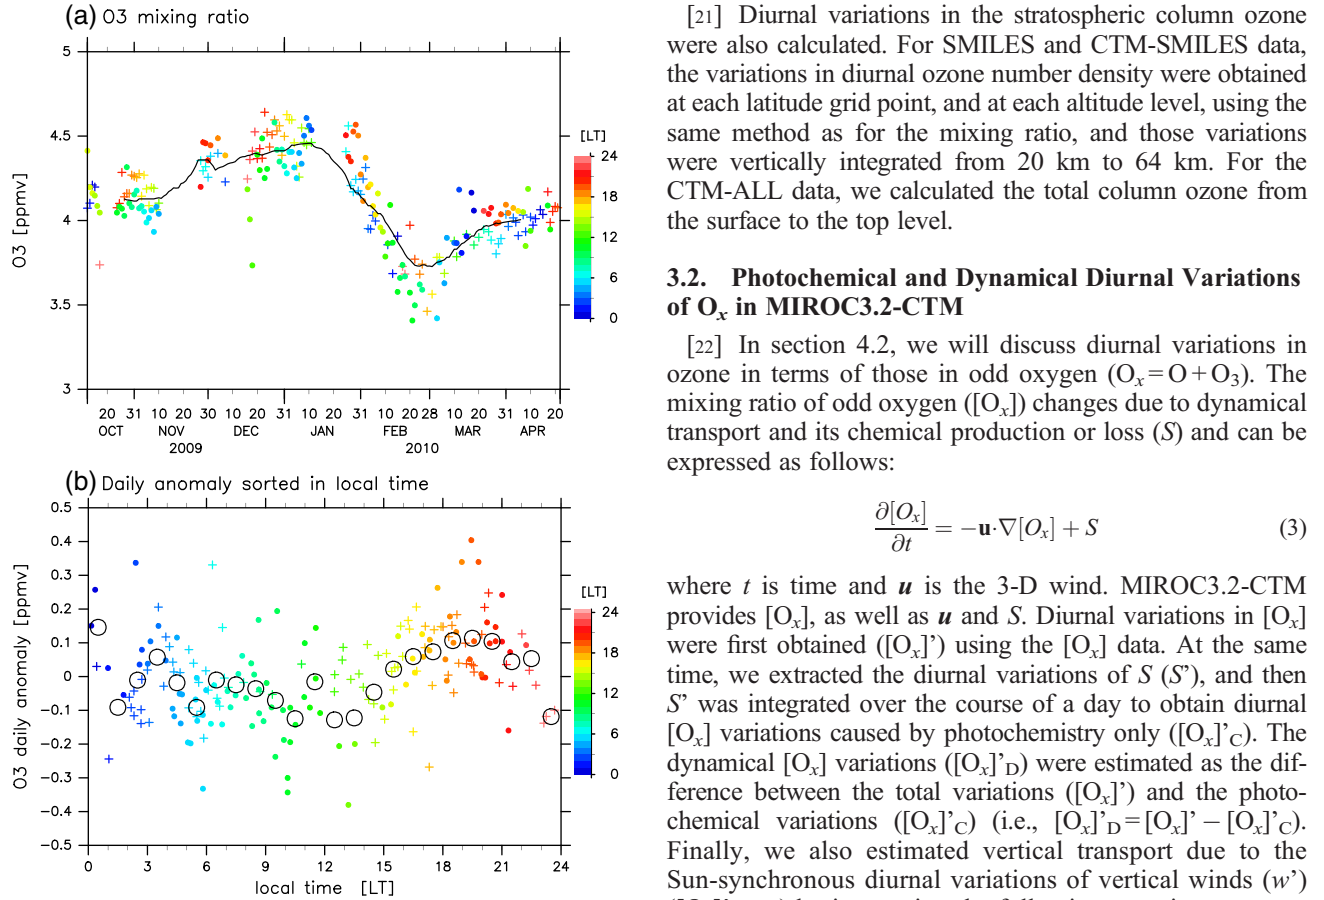 (a) O3 mixing ratio
5
4.5
4
3.5
3
O3 [ppmv]
[LT]
24
18
12
6
0
20 31 10 20 30 10 20 31 10 20 31 10 20 28 10 20 31 10 20
OCT NOV DEC JAN FEB MAR APR
2009 2010
(b) Daily anomaly sorted in local time
0.5
0.4
0.3
0.2
0.1
0
−0.1
−0.2
−0.3
−0.4
−0.5
O3 daily anomaly [ppmv]
[LT]
24
18
12
6
0
0 3 6 9 12 15 18 21 24
local time [LT]
[21] Diurnal variations in the stratospheric column ozone
were also calculated. For SMILES and CTM-SMILES data,
the variations in diurnal ozone number density were obtained
at each latitude grid point, and at each altitude level, using the
same method as for the mixing ratio, and those variations
were vertically integrated from 20 km to 64 km. For the
CTM-ALL data, we calculated the total column ozone from
the surface to the top level.
3.2. Photochemical and Dynamical Diurnal Variations
of Oₓ in MIROC3.2-CTM
[22] In section 4.2, we will discuss diurnal variations in
ozone in terms of those in odd oxygen (Oₓ = O + O₃). The
mixing ratio of odd oxygen ([Oₓ]) changes due to dynamical
transport and its chemical production or loss (S) and can be
expressed as follows:
∂[Oₓ]/∂t = −u·∇[Oₓ] + S (3)
where t is time and u is the 3-D wind. MIROC3.2-CTM
provides [Oₓ], as well as u and S. Diurnal variations in [Oₓ]
were first obtained ([Oₓ]’) using the [Oₓ] data. At the same
time, we extracted the diurnal variations of S (S’), and then
S’ was integrated over the course of a day to obtain diurnal
[Oₓ] variations caused by photochemistry only ([Oₓ]’C). The
dynamical [Oₓ] variations ([Oₓ]’D) were estimated as the dif-
ference between the total variations ([Oₓ]’) and the photo-
chemical variations ([Oₓ]’C) (i.e., [Oₓ]’D = [Oₓ]’ − [Oₓ]’C).
Finally, we also estimated vertical transport due to the
Sun-synchronous diurnal variations of vertical winds (w’)